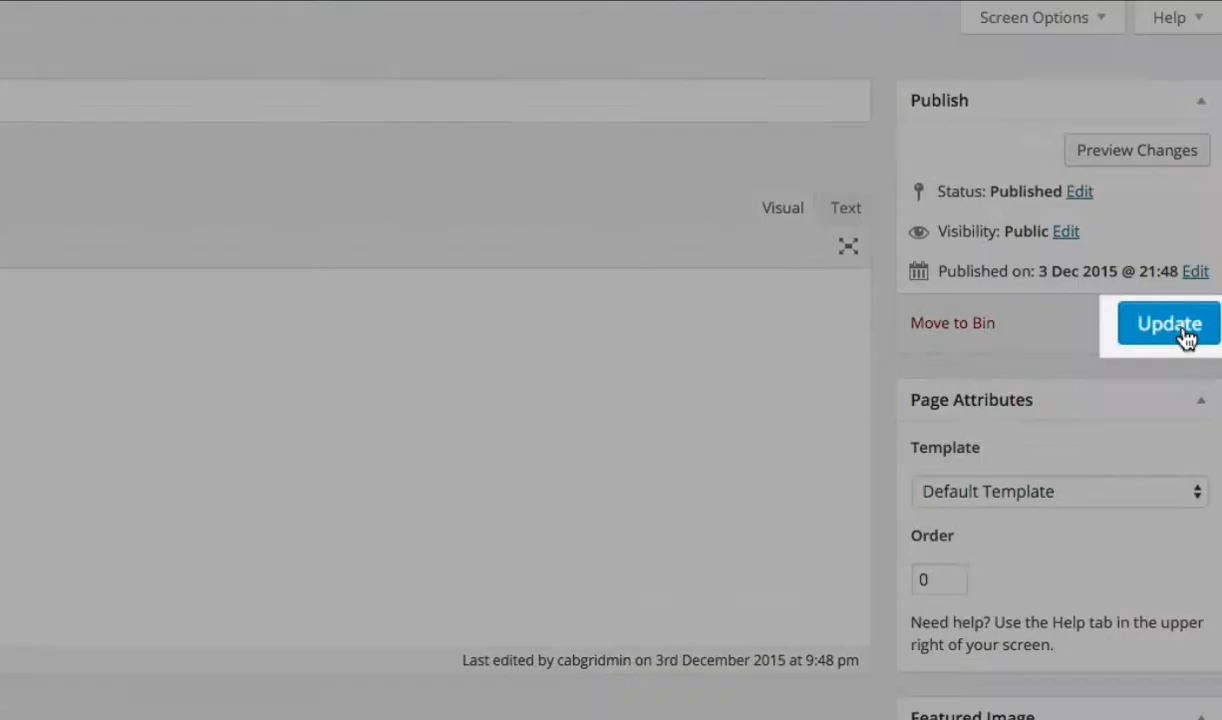 Screen Options Help
Publish
Preview Changes
Status: Published Edit
Visibility: Public Edit
Published on: 3 Dec 2015 @ 21:48 Edit
Move to Bin Update
Visual Text
Page Attributes
Template
Default Template
Order
0
Need help? Use the Help tab in the upper
right of your screen.
Last edited by cabgridmin on 3rd December 2015 at 9:48 pm
Featured Image